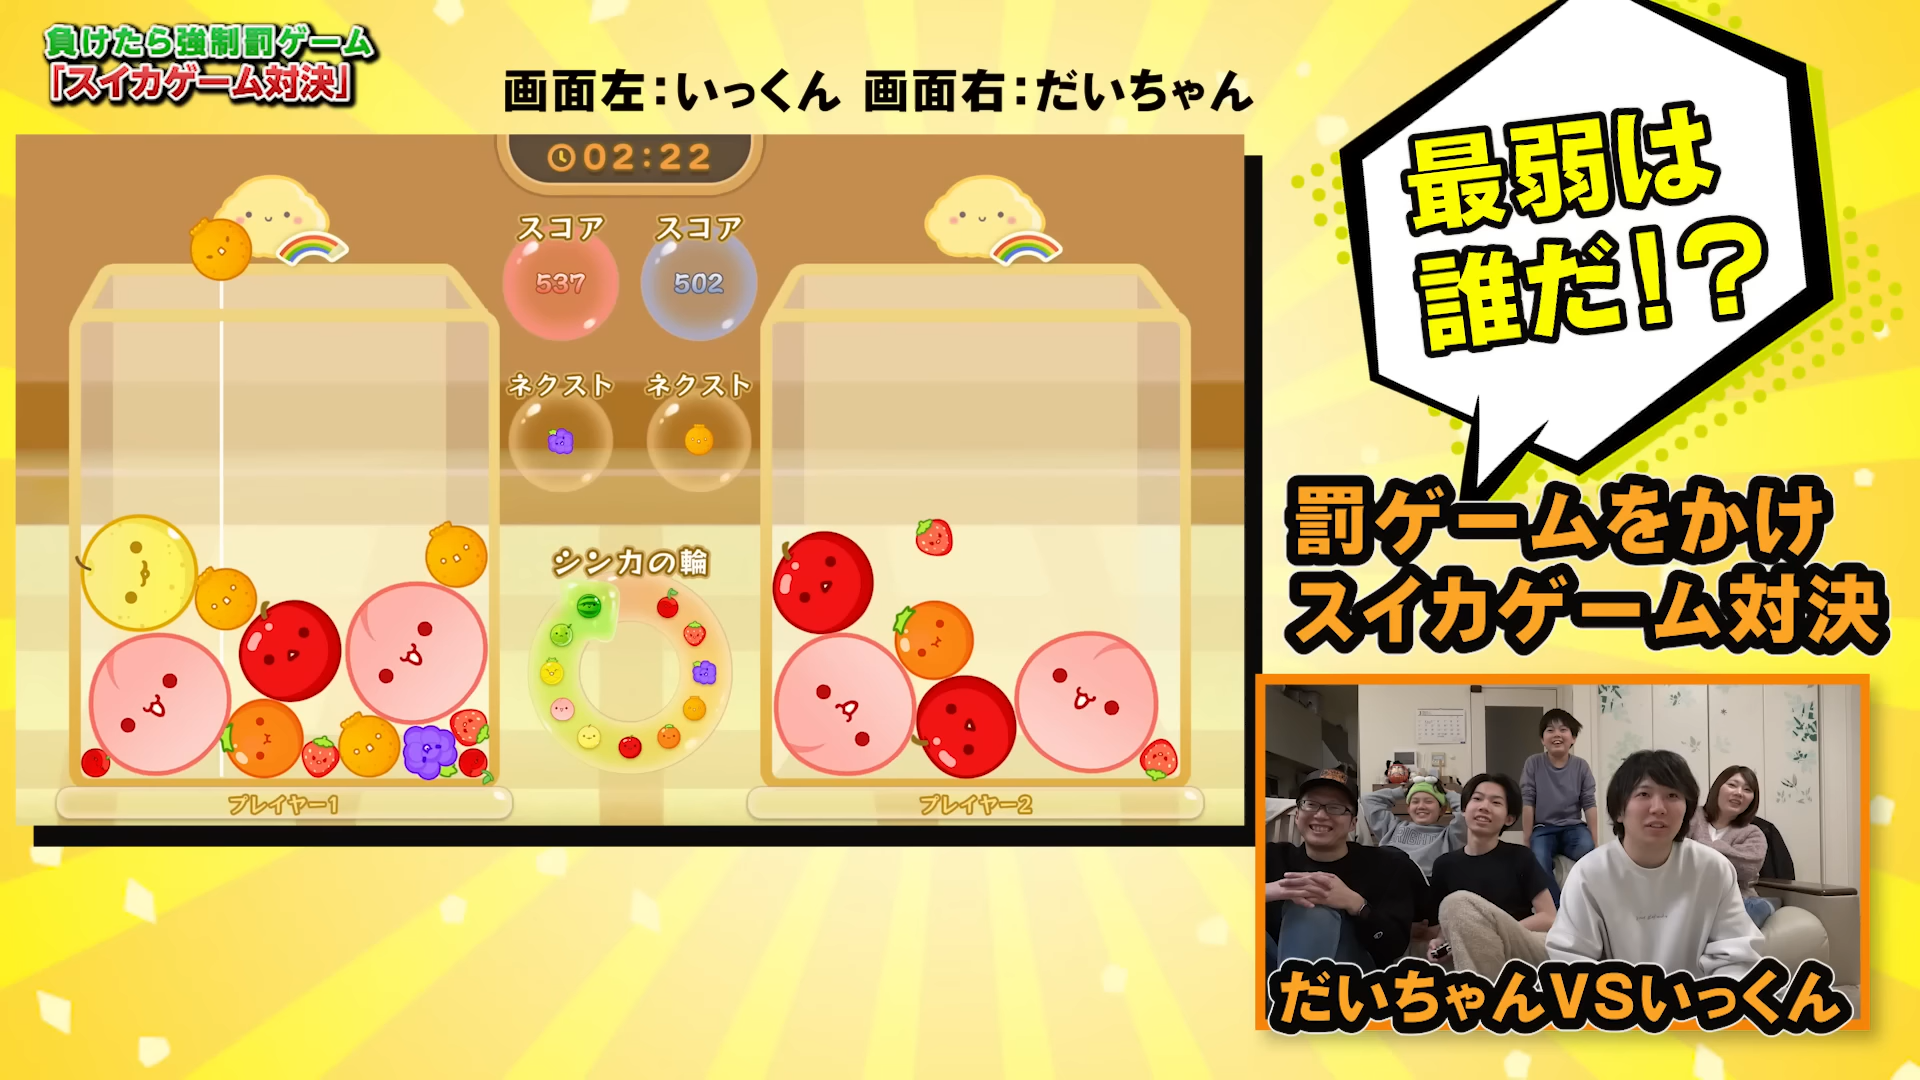 負けたら強制罰ゲーム
「スイカゲーム対決」
画面左：いっくん 画面右：だいちゃん
02:22
スコア
スコア
537
502
ネクスト
ネクスト
シンカの輪
プレイヤー1
プレイヤー2
最弱は
誰だ！？
罰ゲームをかけ
スイカゲーム対決
だいちゃんVSいっくん